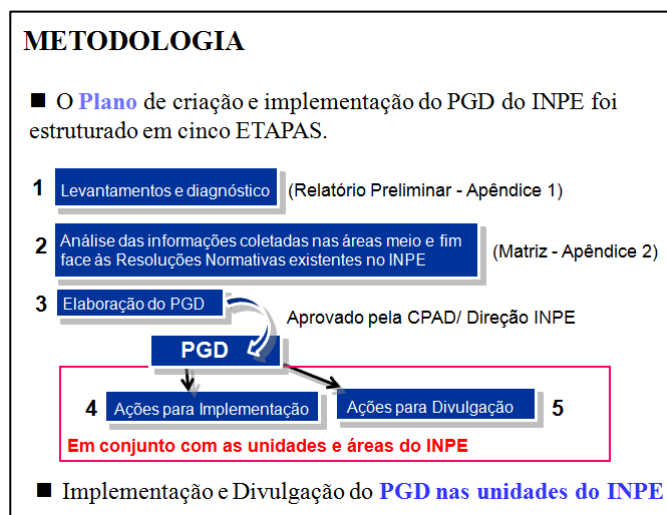 METODOLOGIA
■ O Plano de criação e implementação do PGD do INPE foi
estruturado em cinco ETAPAS.
1 Levantamentos e diagnóstico (Relatório Preliminar - Apêndice 1)
2 Análise das informações coletadas nas áreas meio e fim
face às Resoluções Normativas existentes no INPE (Matriz - Apêndice 2)
3 Elaboração do PGD
Aprovado pela CPAD/ Direção INPE
PGD
4 Ações para Implementação Ações para Divulgação 5
Em conjunto com as unidades e áreas do INPE
■ Implementação e Divulgação do PGD nas unidades do INPE